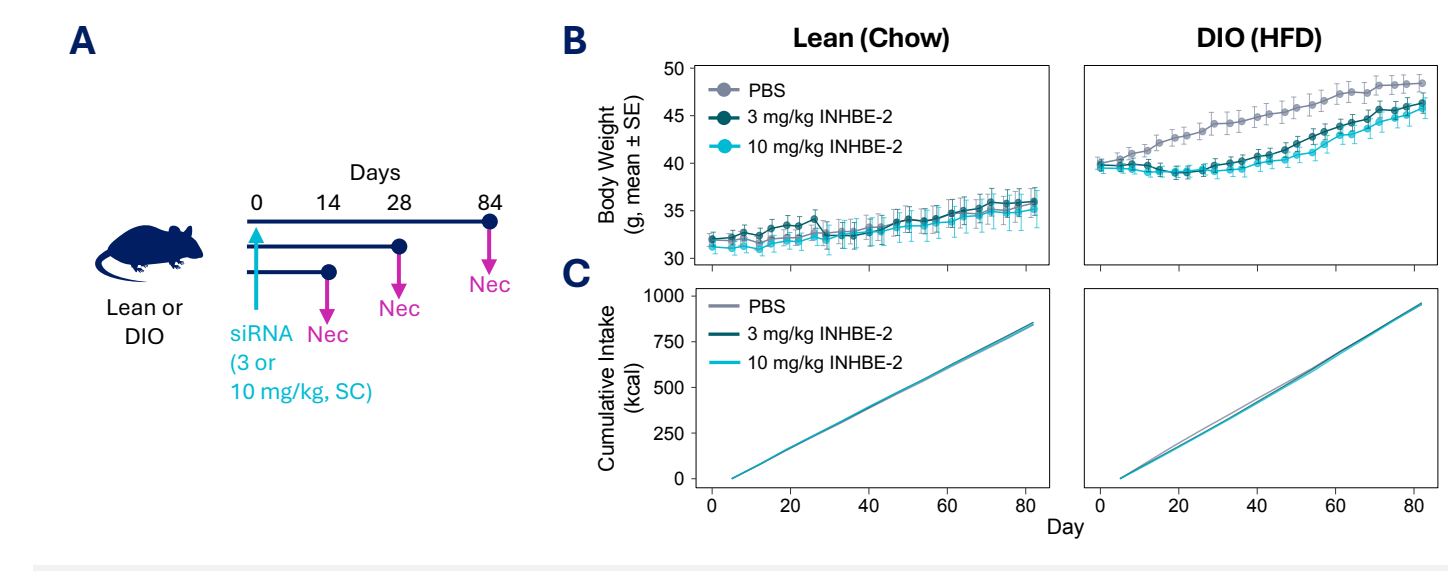 A
Days
0 14 28 84
Nec
Nec
Nec
Lean or
DIO
siRNA
(3 or
10 mg/kg, SC)
B
Lean (Chow)
DIO (HFD)
Body Weight
(g, mean ± SE)
50
45
40
35
30
PBS
3 mg/kg INHBE-2
10 mg/kg INHBE-2
C
Cumulative Intake
(kcal)
1000
750
500
250
0
PBS
3 mg/kg INHBE-2
10 mg/kg INHBE-2
0 20 40 60 80
0 20 40 60 80
Day